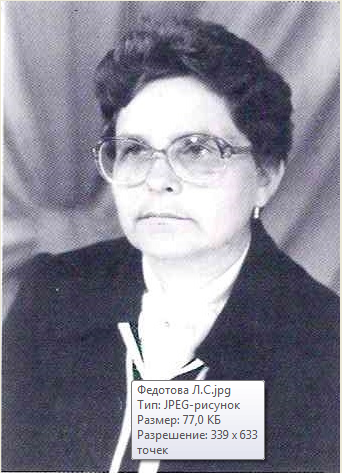 Федотова Л.С.jpg
Тип: JPEG-рисунок
Размер: 77,0 КБ
Разрешение: 339 x 633
точек